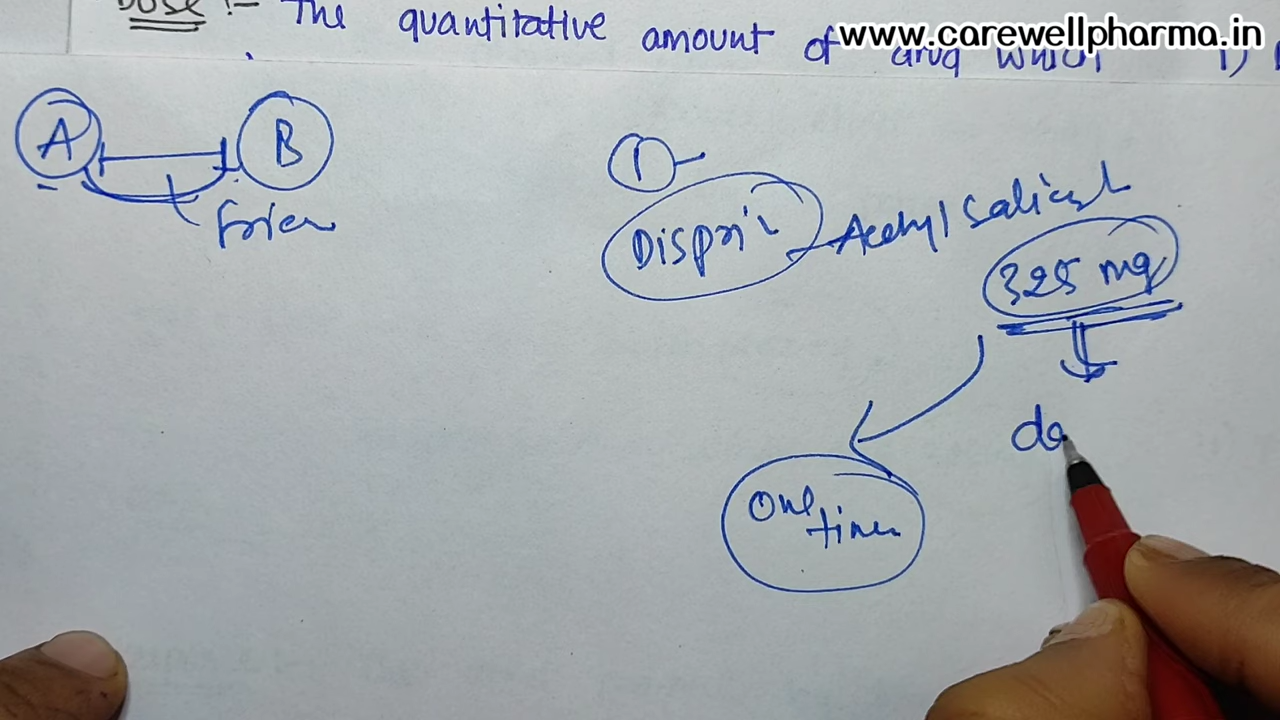 Dose :- The quantitative amount of drug which i)
www.carewellpharma.in
A B
①
Disprin - Acetyl Salicyl
325 mg
One
time
do